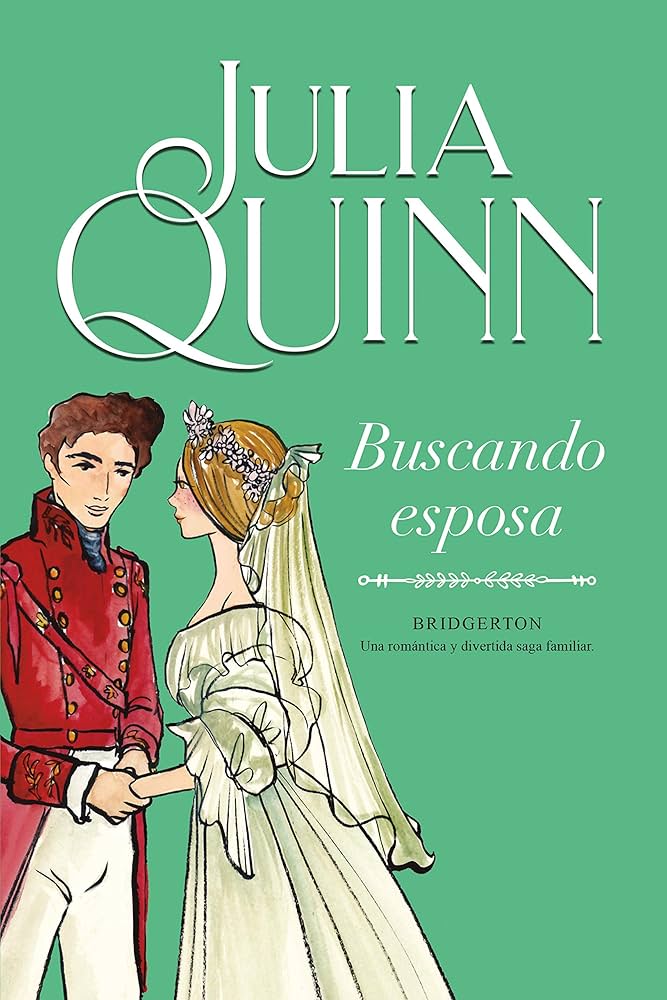 JULIA
QUINN
Buscando
esposa
BRIDGERTON
Una romántica y divertida saga familiar.